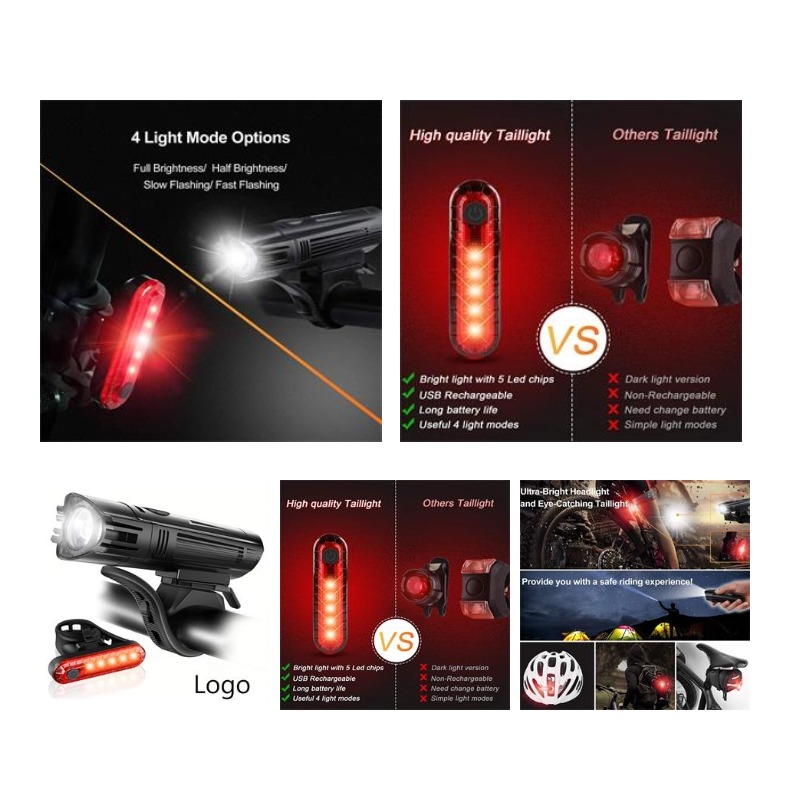 4 Light Mode Options
Full Brightness/ Half Brightness/
Slow Flashing/ Fast Flashing
High quality Taillight
Others Taillight
VS
Bright light with 5 Led chips
USB Rechargeable
Long battery life
Useful 4 light modes
Dark light version
Non-Rechargeable
Need change battery
Simple light modes
Logo
High quality Taillight
Others Taillight
VS
Bright light with 5 Led chips
USB Rechargeable
Long battery life
Useful 4 light modes
Dark light version
Non-Rechargeable
Need change battery
Simple light modes
Ultra-Bright Headlight
and Eye-Catching Taillight
Provide you with a safe riding experience!